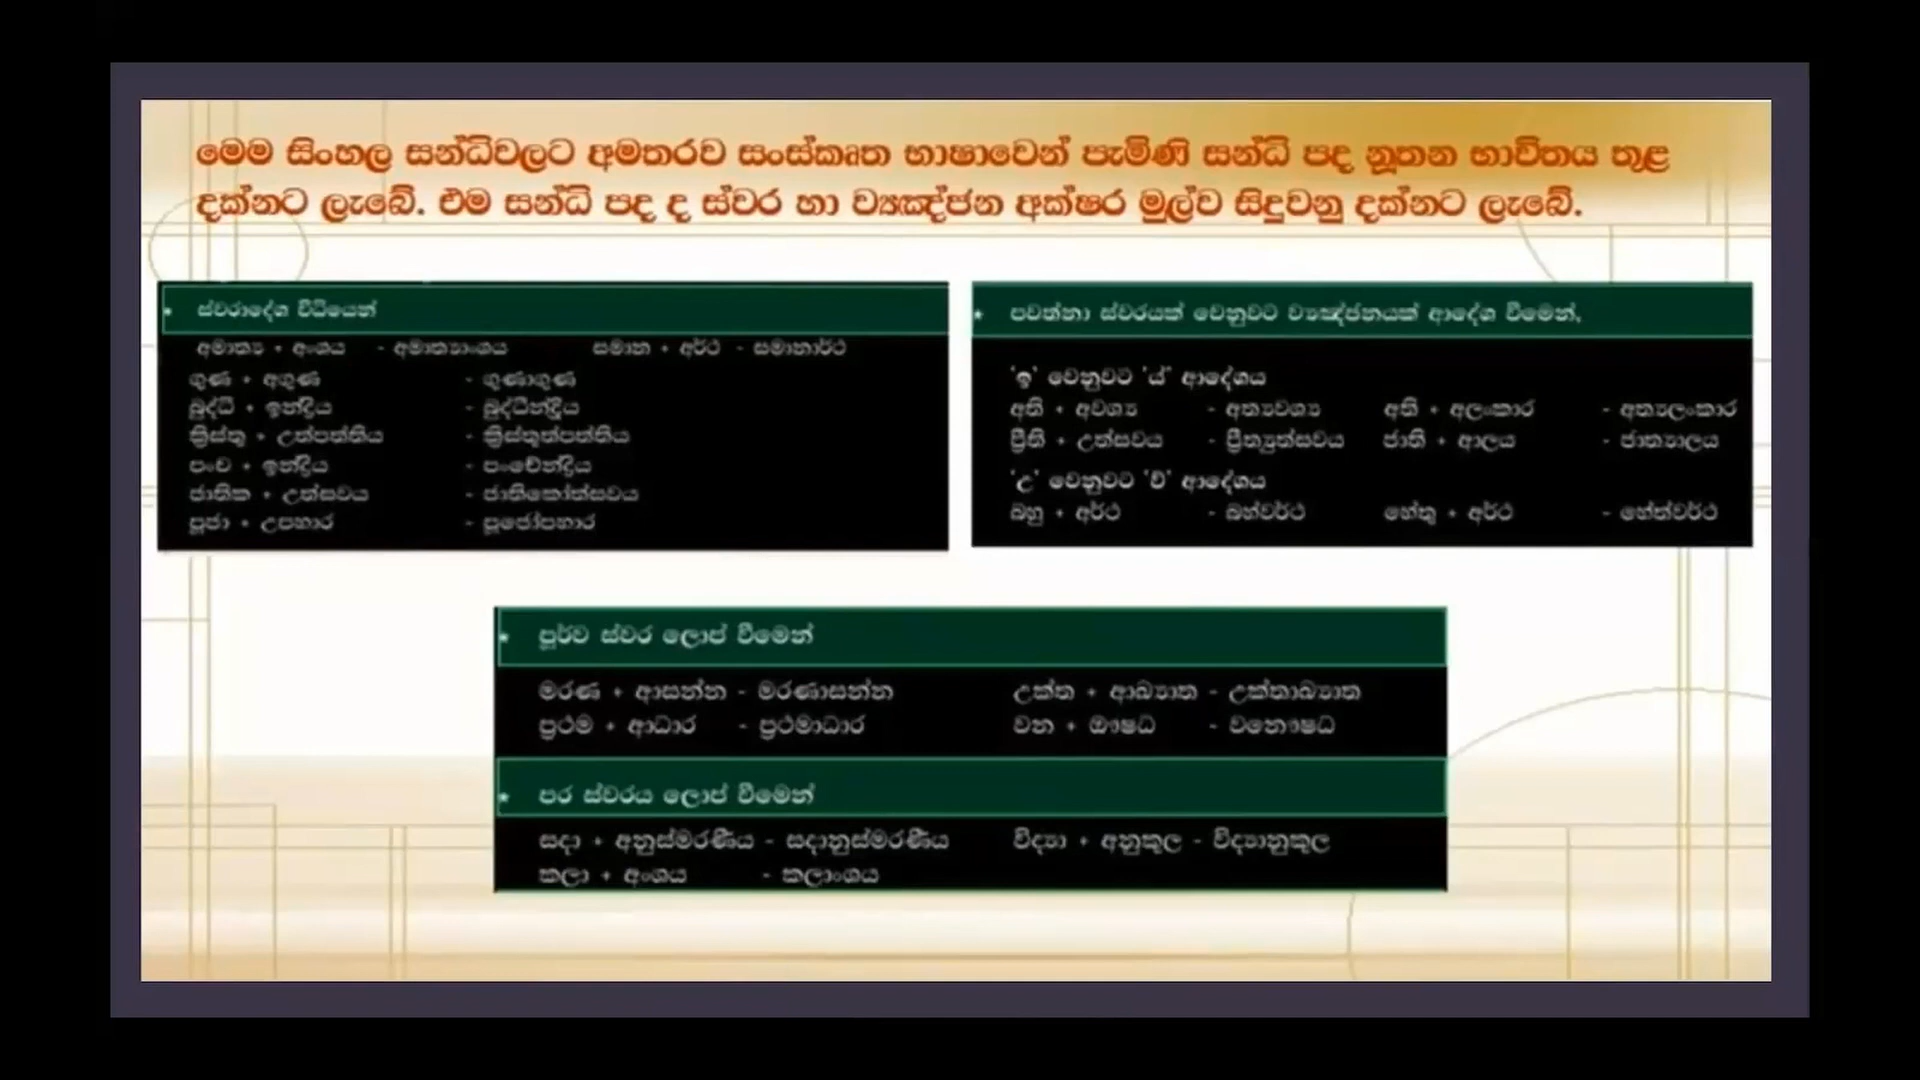 මෙම සිංහල සන්ධිවලට අමතරව සංස්කෘත භාෂාවෙන් පැමිණි සන්ධි පද නූතන භාවිතය තුළ
දක්නට ලැබේ. එම සන්ධි පද ද ස්වර හා ව්‍යඤ්ජන අක්ෂර මුල්ව සිදුවනු දක්නට ලැබේ.
ස්වරාදේශ විධියෙන්
අමාත්‍ය + අංශය - අමාත්‍යාංශය සමාන + අර්ථ - සමානාර්ථ
ගුණ + අගුණ - ගුණාගුණ
බුද්ධි + ඉන්ද්‍රිය - බුද්ධීන්ද්‍රිය
ක්‍රිස්තු + උත්පත්තිය - ක්‍රිස්තුත්පත්තිය
පංච + ඉන්ද්‍රිය - පංචේන්ද්‍රිය
ජාතික + උත්සවය - ජාතිකෝත්සවය
පූජා + උපහාර - පූජෝපහාර
පවත්නා ස්වරයක් වෙනුවට ව්‍යඤ්ජනයක් ආදේශ වීමෙන්,
'ඉ' වෙනුවට 'ය්' ආදේශය
අති + අවශ්‍ය - අත්‍යවශ්‍ය අති + අලංකාර - අත්‍යලංකාර
ප්‍රීති + උත්සවය - ප්‍රීත්‍යුත්සවය ජාති + ආලය - ජාත්‍යාලය
'උ' වෙනුවට 'ව්' ආදේශය
බහු + අර්ථ - බහ්වර්ථ හේතු + අර්ථ - හේත්වර්ථ
පූර්ව ස්වර ලොප් වීමෙන්
මරණ + ආසන්න - මරණාසන්න උක්ත + ආඛ්‍යාත - උක්තාඛ්‍යාත
ප්‍රථම + ආධාර - ප්‍රථමාධාර වන + ඖෂධ - වනෞෂධ
පර ස්වරය ලොප් වීමෙන්
සදා + අනුස්මරණීය - සදානුස්මරණීය විද්‍යා + අනුකූල - විද්‍යානුකූල
කලා + අංශය - කලාංශය